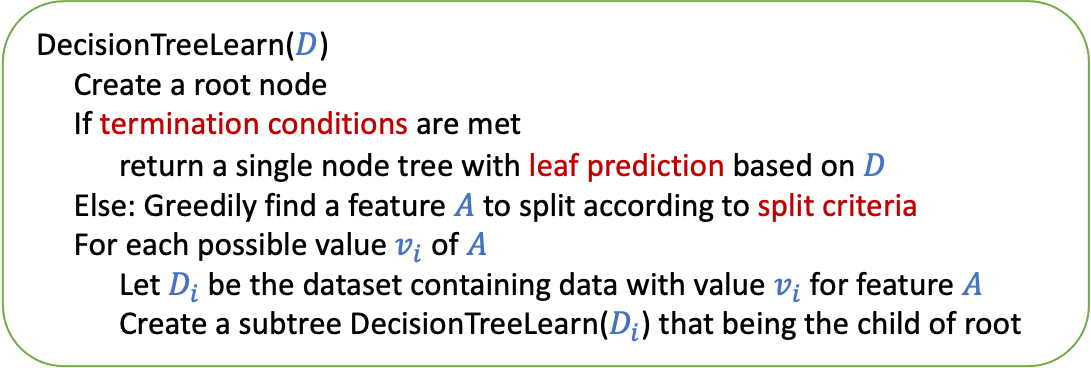 DecisionTreeLearn(D)
Create a root node
If termination conditions are met
return a single node tree with leaf prediction based on D
Else: Greedily find a feature A to split according to split criteria
For each possible value vᵢ of A
Let Dᵢ be the dataset containing data with value vᵢ for feature A
Create a subtree DecisionTreeLearn(Dᵢ) that being the child of root